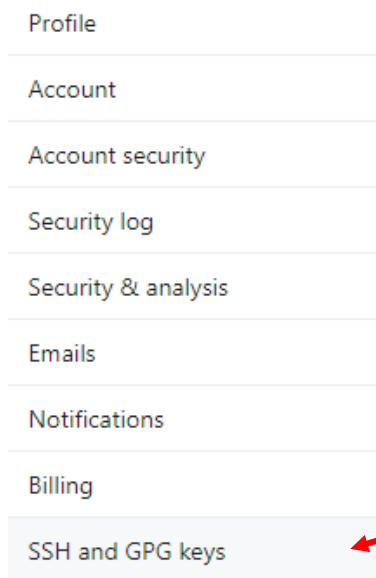 Profile
Account
Account security
Security log
Security & analysis
Emails
Notifications
Billing
SSH and GPG keys